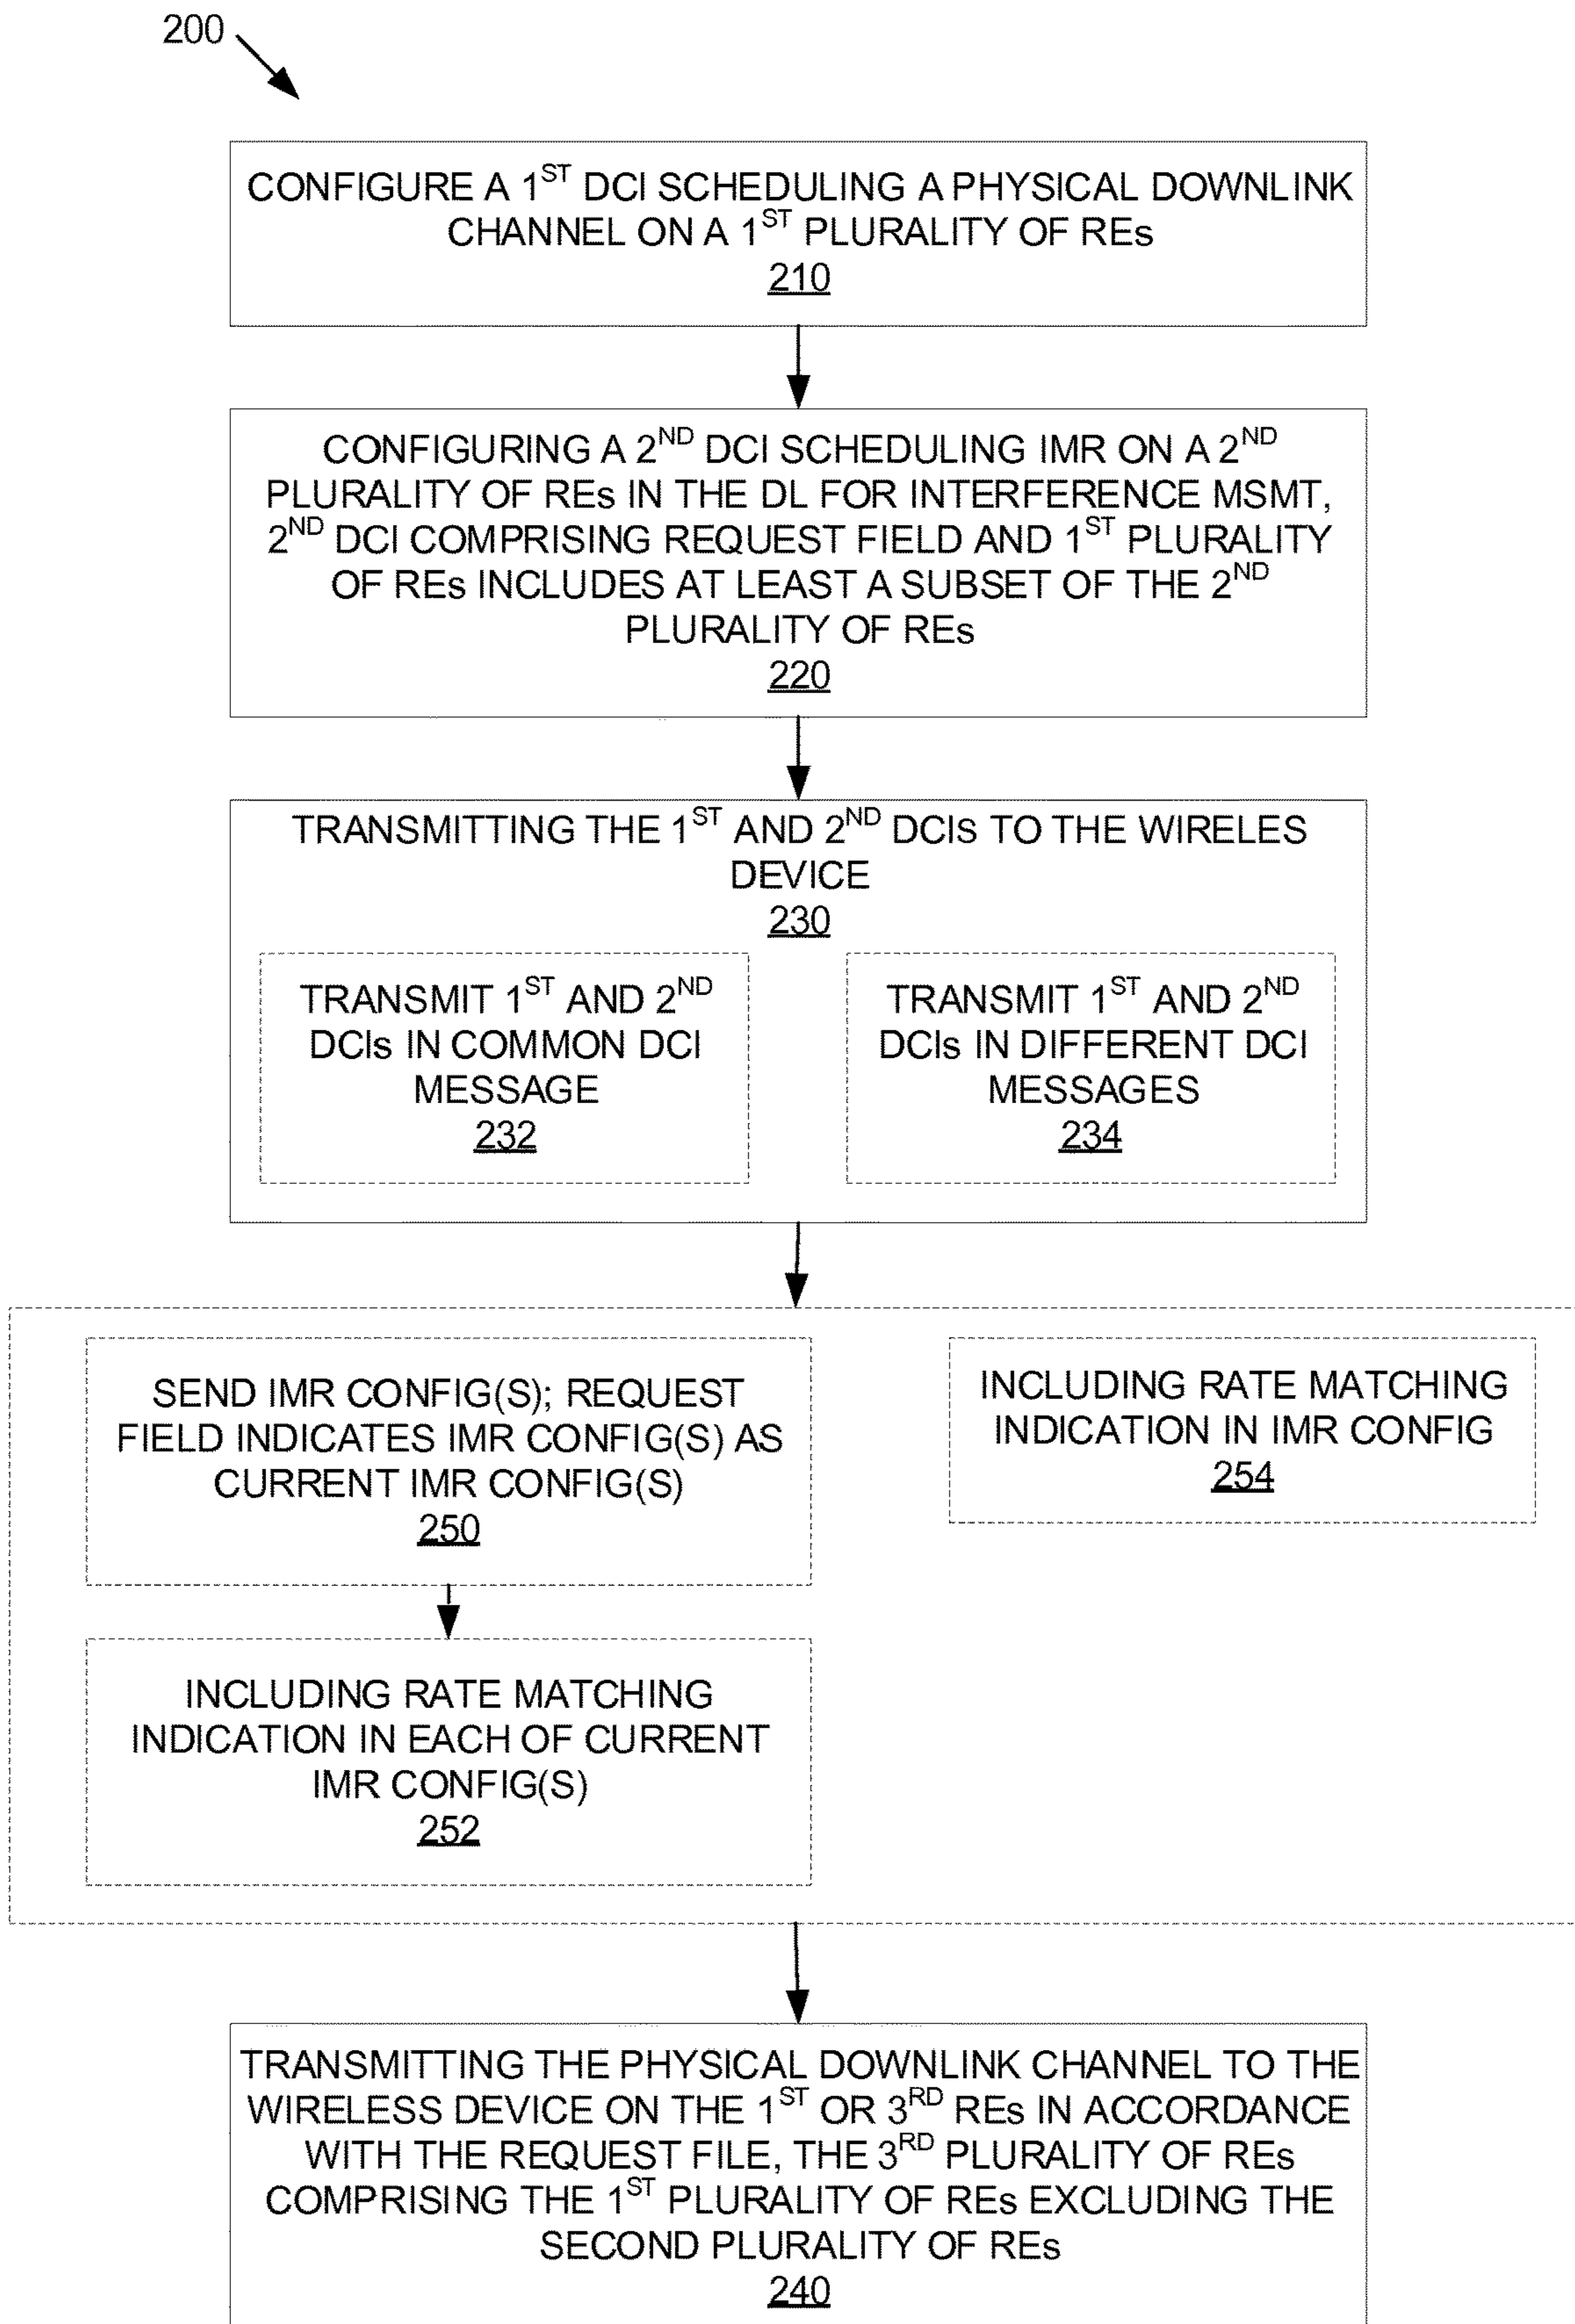 200
CONFIGURE A 1ST DCI SCHEDULING A PHYSICAL DOWNLINK
CHANNEL ON A 1ST PLURALITY OF REs
210
CONFIGURING A 2ND DCI SCHEDULING IMR ON A 2ND
PLURALITY OF REs IN THE DL FOR INTERFERENCE MSMT,
2ND DCI COMPRISING REQUEST FIELD AND 1ST PLURALITY
OF REs INCLUDES AT LEAST A SUBSET OF THE 2ND
PLURALITY OF REs
220
TRANSMITTING THE 1ST AND 2ND DCIs TO THE WIRELES
DEVICE
230
TRANSMIT 1ST AND 2ND
DCIs IN COMMON DCI
MESSAGE
232
TRANSMIT 1ST AND 2ND
DCIs IN DIFFERENT DCI
MESSAGES
234
SEND IMR CONFIG(S); REQUEST
FIELD INDICATES IMR CONFIG(S) AS
CURRENT IMR CONFIG(S)
250
INCLUDING RATE MATCHING
INDICATION IN EACH OF CURRENT
IMR CONFIG(S)
252
INCLUDING RATE MATCHING
INDICATION IN IMR CONFIG
254
TRANSMITTING THE PHYSICAL DOWNLINK CHANNEL TO THE
WIRELESS DEVICE ON THE 1ST OR 3RD REs IN ACCORDANCE
WITH THE REQUEST FILE, THE 3RD PLURALITY OF REs
COMPRISING THE 1ST PLURALITY OF REs EXCLUDING THE
SECOND PLURALITY OF REs
240